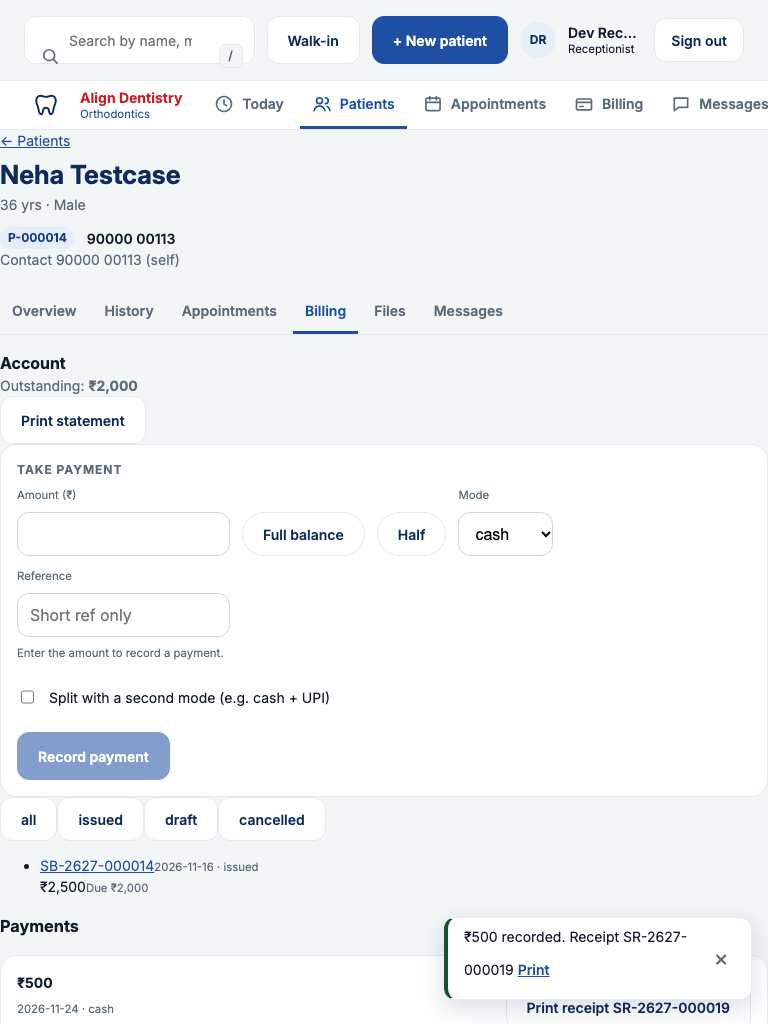 Search by name, m
/
Walk-in
+ New patient
DR
Dev Rec...
Receptionist
Sign out
Align Dentistry
Orthodontics
Today
Patients
Appointments
Billing
Messages
← Patients
Neha Testcase
36 yrs · Male
P-000014 90000 00113
Contact 90000 00113 (self)
Overview
History
Appointments
Billing
Files
Messages
Account
Outstanding: ₹2,000
Print statement
TAKE PAYMENT
Amount (₹)
Mode
Full balance
Half
cash
Reference
Short ref only
Enter the amount to record a payment.
Split with a second mode (e.g. cash + UPI)
Record payment
all
issued
draft
cancelled
SB-2627-000014 2026-11-16 · issued
₹2,500 Due ₹2,000
Payments
₹500
2026-11-24 · cash
₹500 recorded. Receipt SR-2627-
000019 Print
Print receipt SR-2627-000019